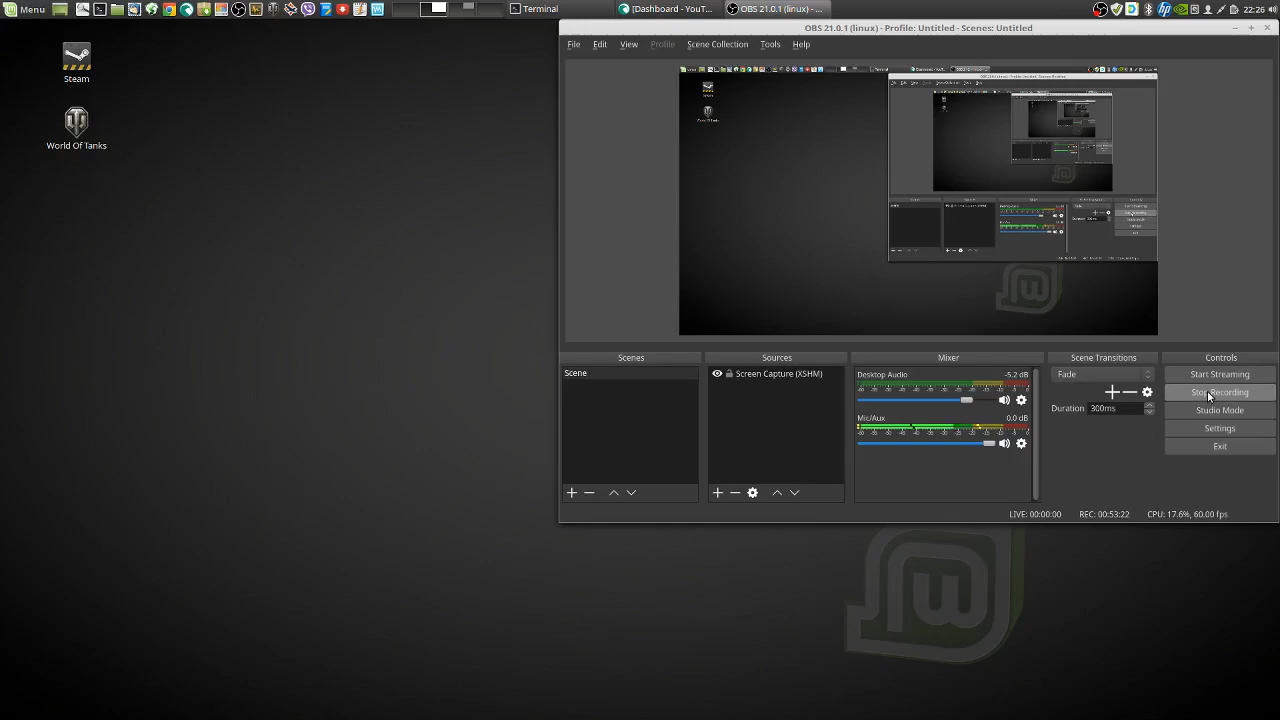 Menu
Terminal
[Dashboard - YouT...
OBS 21.0.1 (linux) - ...
22:26
Steam
World Of Tanks
OBS 21.0.1 (linux) - Profile: Untitled - Scenes: Untitled
File Edit View Profile Scene Collection Tools Help
Scenes
Sources
Mixer
Scene Transitions
Controls
Scene
Screen Capture (XSHM)
Desktop Audio -5.2 dB
Mic/Aux 0.0 dB
Fade
Duration 300ms
Start Streaming
Stop Recording
Studio Mode
Settings
Exit
LIVE: 00:00:00 REC: 00:53:22 CPU: 17.6%, 60.00 fps